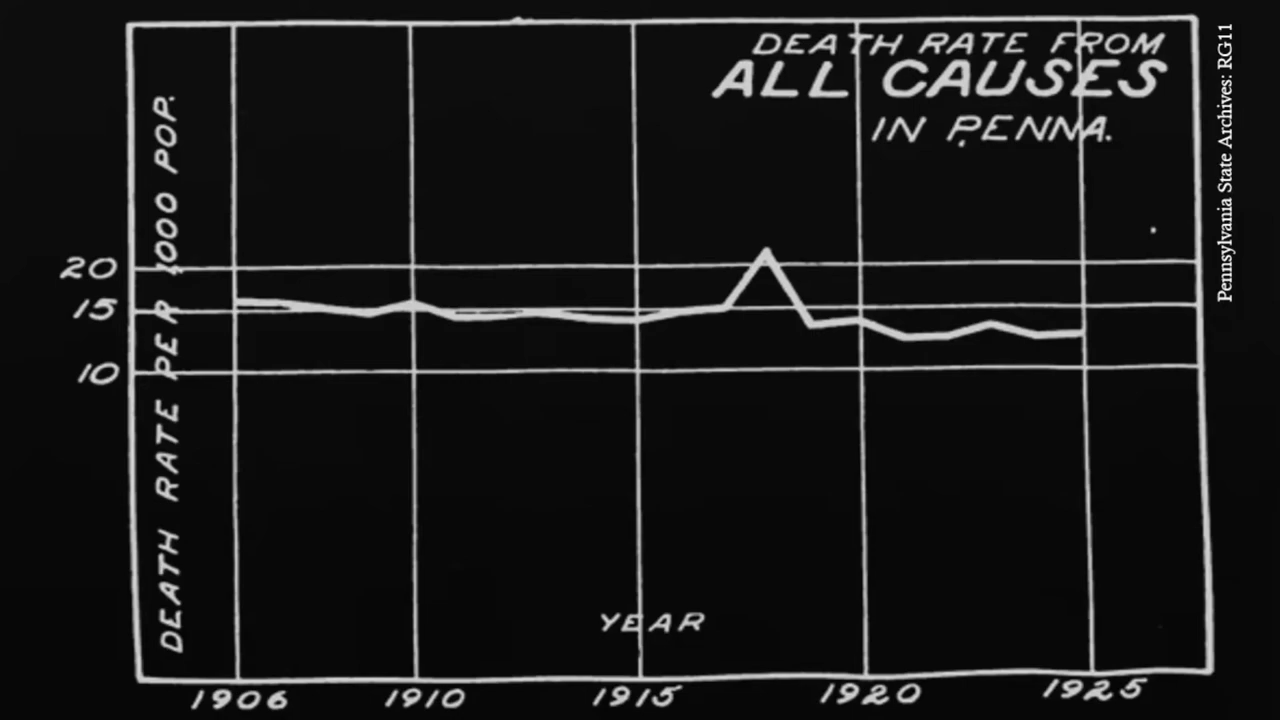 DEATH RATE FROM
ALL CAUSES
IN PENNA.
DEATH RATE PER 1000 POP.
20
15
10
YEAR
1906 1910 1915 1920 1925
Pennsylvania State Archives: RG11